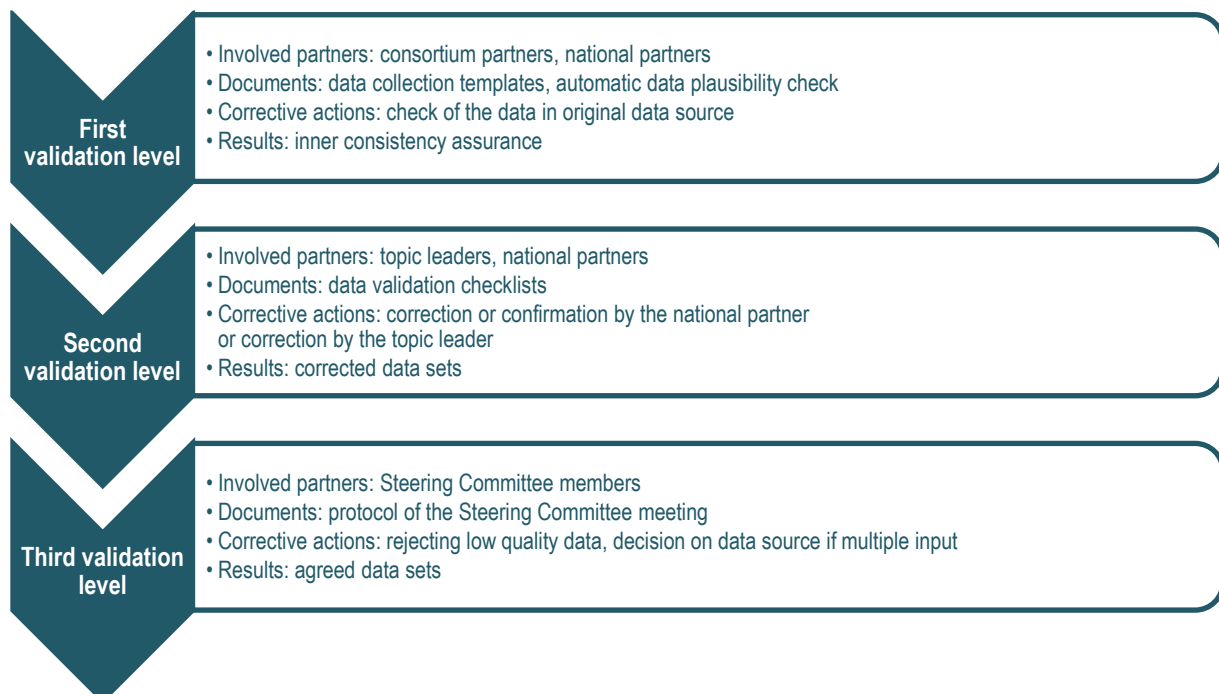 First
validation level
• Involved partners: consortium partners, national partners
• Documents: data collection templates, automatic data plausibility check
• Corrective actions: check of the data in original data source
• Results: inner consistency assurance
Second
validation level
• Involved partners: topic leaders, national partners
• Documents: data validation checklists
• Corrective actions: correction or confirmation by the national partner
or correction by the topic leader
• Results: corrected data sets
Third validation
level
• Involved partners: Steering Committee members
• Documents: protocol of the Steering Committee meeting
• Corrective actions: rejecting low quality data, decision on data source if multiple input
• Results: agreed data sets